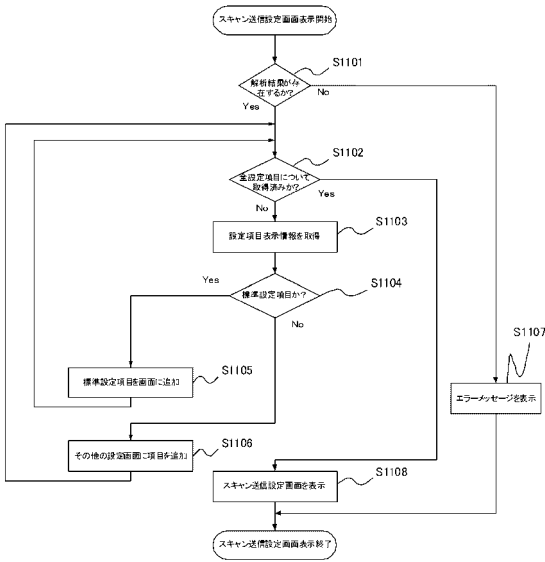 スキャン送信設定画面表示開始
S1101
解析結果が存
在するか?
No
Yes
S1102
全設定項目について
取得済みか?
Yes
No
S1103
設定項目表示情報を取得
S1104
Yes
標準設定項目か?
No
S1107
S1105
標準設定項目を画面に追加
エラーメッセージを表示
S1106
その他の設定画面に項目を追加
S1108
スキャン送信設定画面を表示
スキャン送信設定画面表示終了